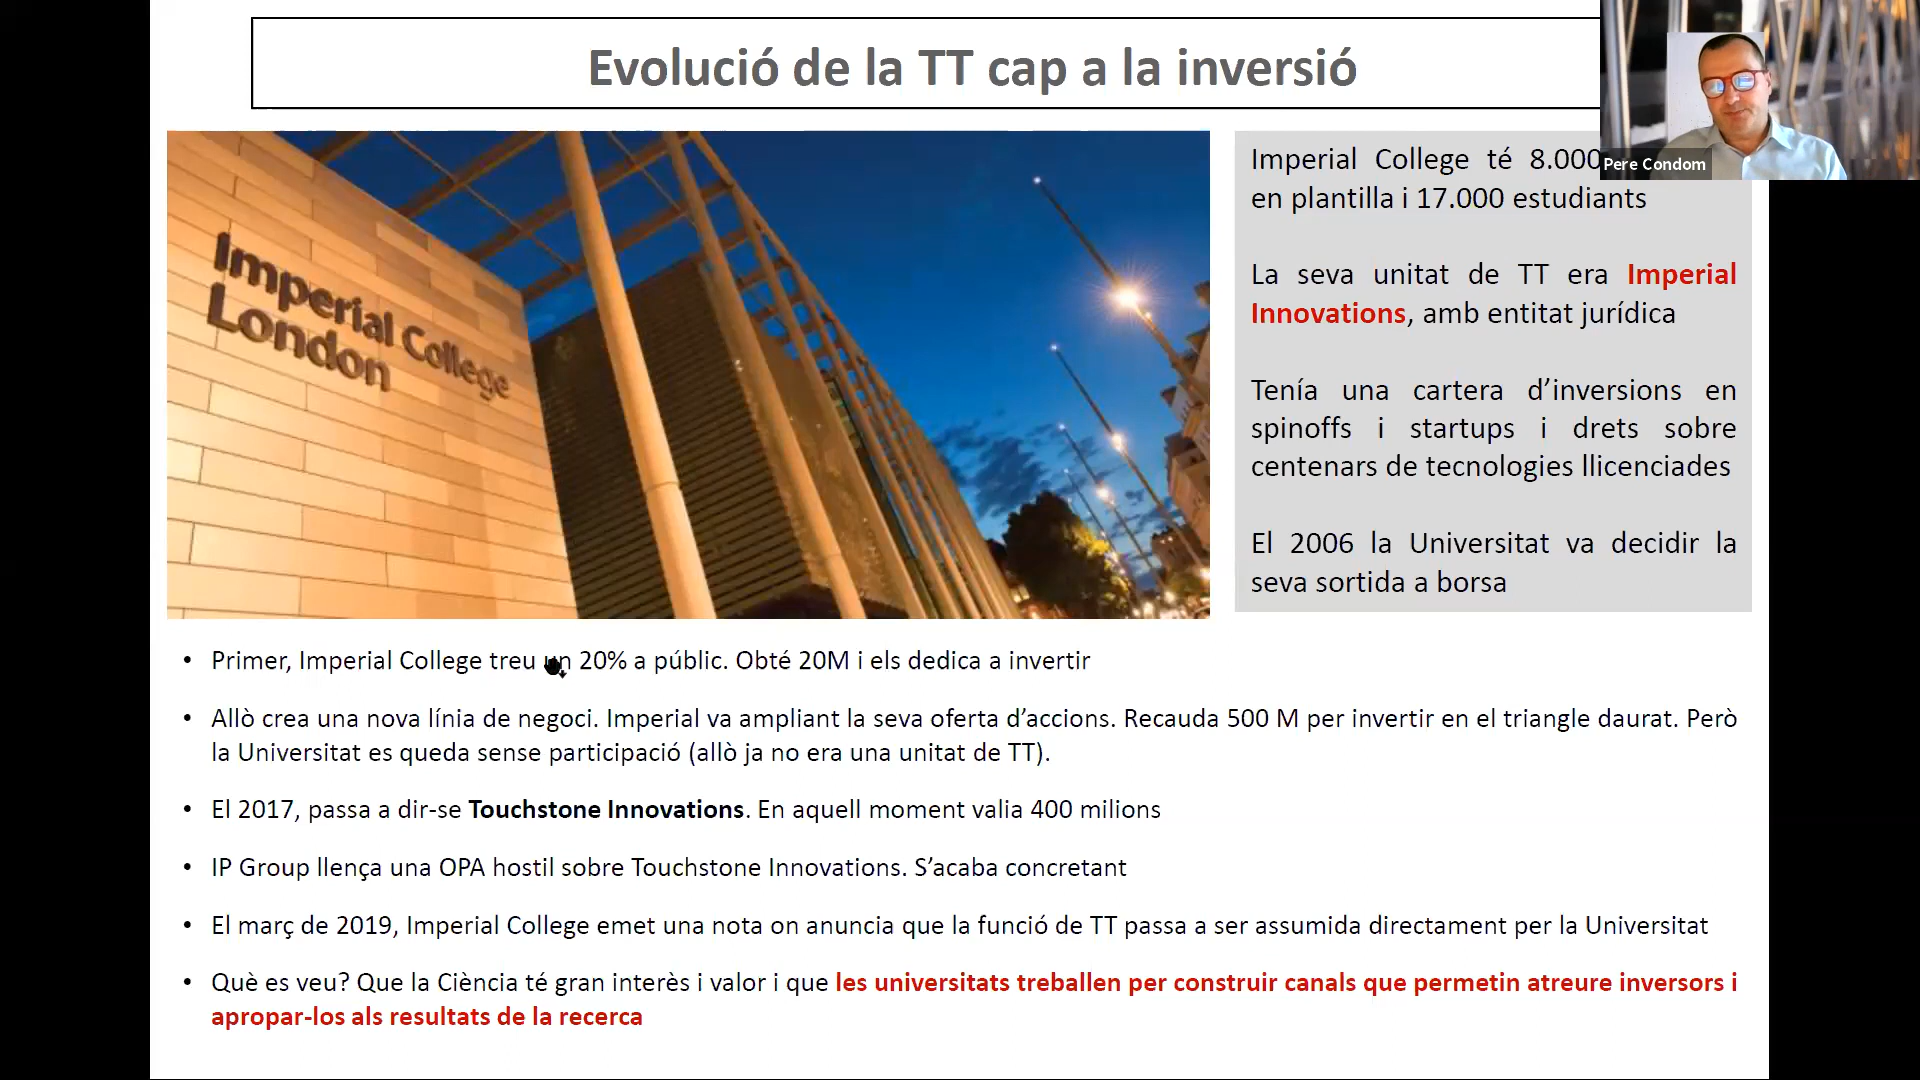 Evolució de la TT cap a la inversió
Pere Condom
Imperial College London
Imperial College té 8.000
en plantilla i 17.000 estudiants
La seva unitat de TT era Imperial
Innovations, amb entitat jurídica
Tenía una cartera d’inversions en
spinoffs i startups i drets sobre
centenars de tecnologies llicenciades
El 2006 la Universitat va decidir la
seva sortida a borsa
• Primer, Imperial College treu un 20% a públic. Obté 20M i els dedica a invertir
• Allò crea una nova línia de negoci. Imperial va ampliant la seva oferta d’accions. Recauda 500 M per invertir en el triangle daurat. Però
la Universitat es queda sense participació (allò ja no era una unitat de TT).
• El 2017, passa a dir-se Touchstone Innovations. En aquell moment valia 400 milions
• IP Group llença una OPA hostil sobre Touchstone Innovations. S’acaba concretant
• El març de 2019, Imperial College emet una nota on anuncia que la funció de TT passa a ser assumida directament per la Universitat
• Què es veu? Que la Ciència té gran interès i valor i que les universitats treballen per construir canals que permetin atreure inversors i
apropar-los als resultats de la recerca